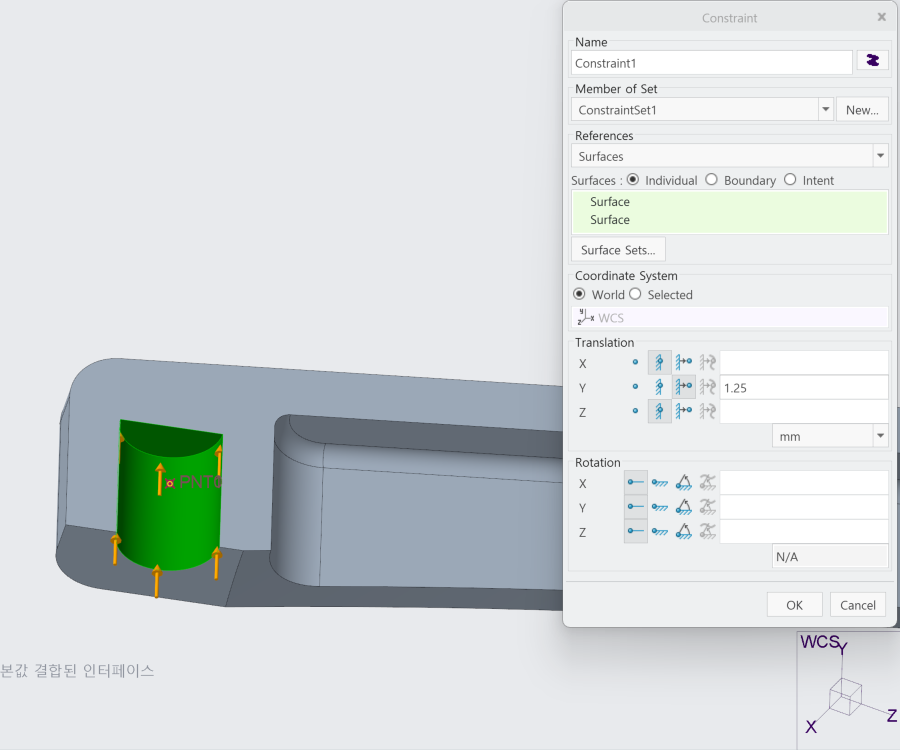 Constraint
Name
Constraint1
Member of Set
ConstraintSet1
New...
References
Surfaces
Surfaces : Individual Boundary Intent
Surface
Surface
Surface Sets...
Coordinate System
World Selected
y
z x WCS
Translation
X
Y 1.25
Z
mm
Rotation
X
Y
Z
N/A
OK Cancel
본값 결합된 인터페이스
WCS
Y
X
Z